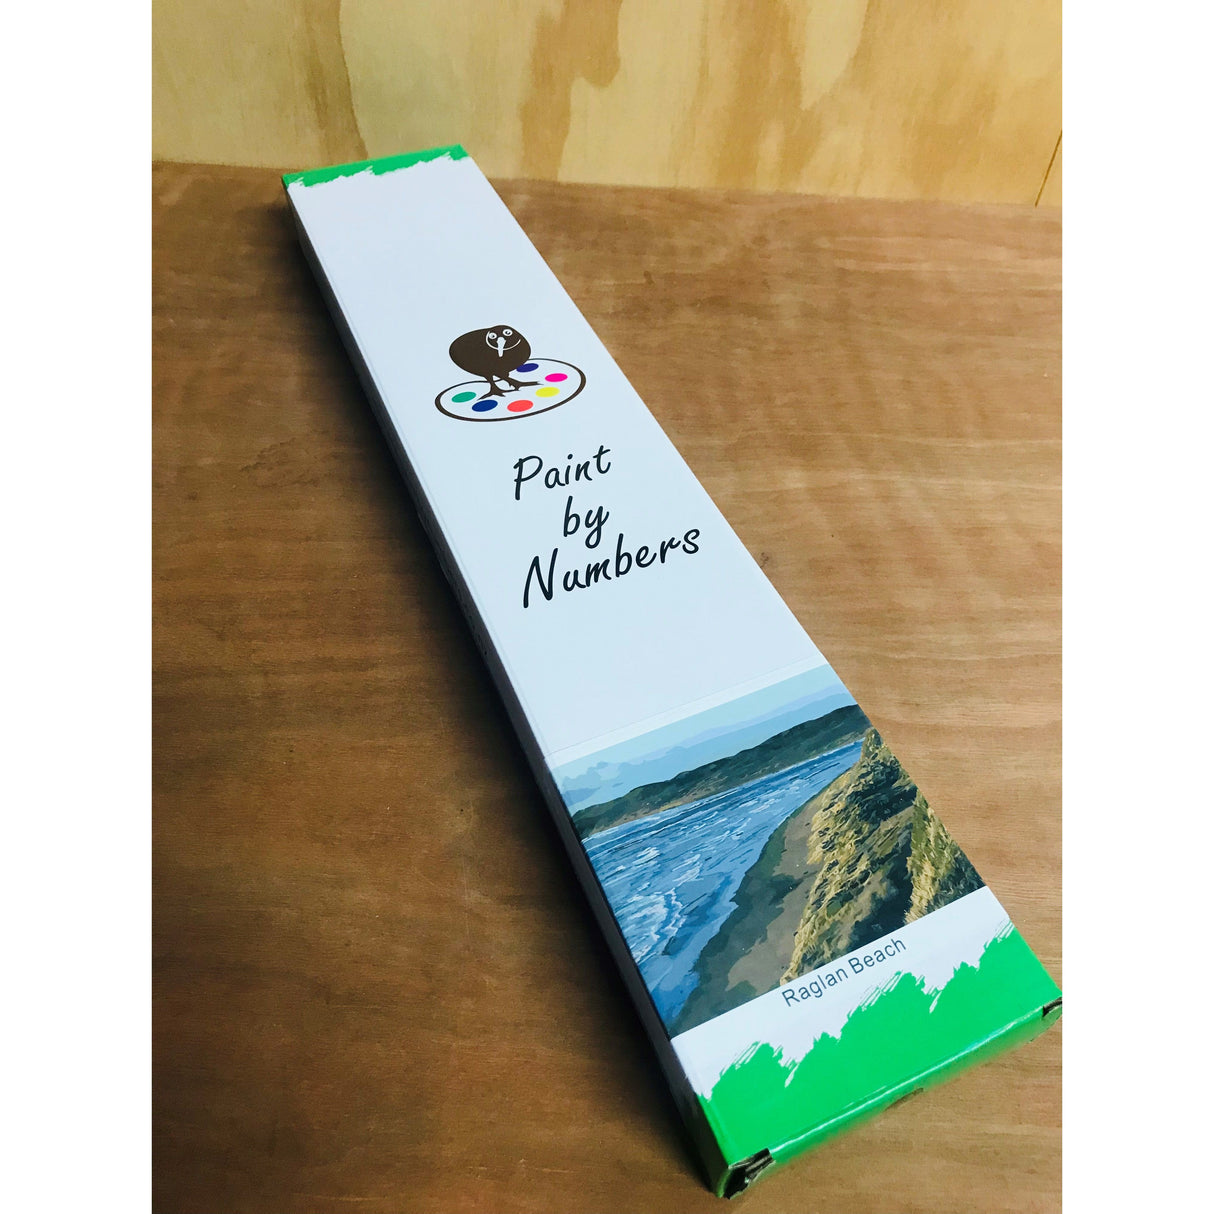 Paint
by
Numbers
Raglan Beach